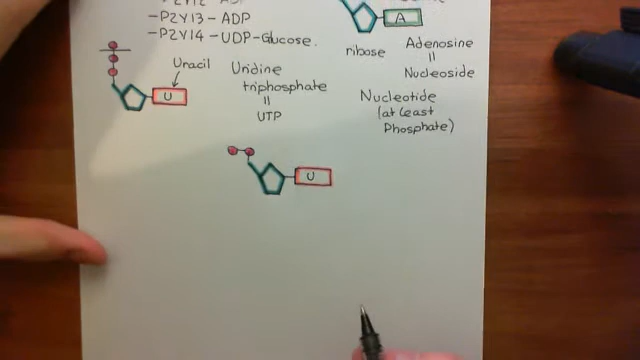 -P2Y13 - ADP
-P2Y14 - UDP-Glucose.
A
ribose
Adenosine
=
Nucleoside
Nucleotide
(at least
Phosphate)
Uracil
U
Uridine
triphosphate
=
UTP
U